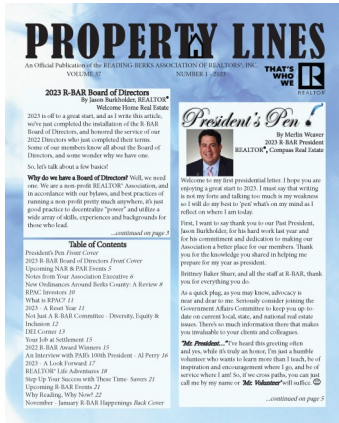 PROPERTY LINES
An Official Publication of the READING-BERKS ASSOCIATION OF REALTORS®, INC.
VOLUME 37 NUMBER 1 - 2023
THAT'S
WHO
WE
R
REALTOR
2023 R-BAR Board of Directors
By Jason Burkholder, REALTOR®
Welcome Home Real Estate
2023 is off to a great start, and as I write this article,
we've just completed the installation of the R-BAR
Board of Directors, and honored the service of our
2022 Directors who just completed their terms.
Some of our members know all about the Board of
Directors, and some wonder why we have one.
So, let's talk about a few basics!
Why do we have a Board of Directors? Well, we need
one. We are a non-profit REALTOR® Association, and
in accordance with our bylaws, and best practices of
running a non-profit pretty much anywhere, it's just
good practice to decentralize "power" and utilize a
wide array of skills, experiences and backgrounds for
those who lead.
...continued on page 3
Table of Contents
President's Pen Front Cover
2023 R-BAR Board of Directors Front Cover
Upcoming NAR & PAR Events 5
Notes from Your Association Executive 6
New Ordinances Around Berks County: A Review 8
RPAC Investors 10
What is RPAC? 11
2023 - A Reset Year 11
Not Just A R-BAR Committee - Diversity, Equity &
Inclusion 12
DEI Corner 13
Your Job at Settlement 15
2022 R-BAR Award Winners 15
An Interview with PAR's 100th President - Al Perry 16
2023 - A Look Forward 17
REALTOR® Life Adventures 18
Step Up Your Success with These Time- Savers 21
Upcoming R-BAR Events 21
Why Reading, Why Now? 22
November - January R-BAR Happenings Back Cover
President's Pen
By Merlin Weaver
2023 R-BAR President
REALTOR®, Compass Real Estate
Welcome to my first presidential letter. I hope you are
enjoying a great start to 2023. I must say that writing
is not my forte and talking too much is my weakness
so I will do my best to 'pen' what's on my mind as I
reflect on where I am today.
First, I want to say thank you to our Past President,
Jason Burkholder, for his hard work last year and
for his commitment and dedication to making our
Association a better place for our members. Thank
you for the knowledge you shared in helping me
prepare for my year as president.
Brittney Baker Shurr, and all the staff at R-BAR, thank
you for everything you do.
As a quick plug, as you may know, advocacy is
near and dear to me. Seriously consider joining the
Government Affairs Committee to keep you up-to-
date on current local, state, and national real estate
issues. There's so much information there that makes
you invaluable to your clients and colleagues.
"Mr. President..." I've heard this greeting often
and yes, while it's truly an honor, I'm just a humble
volunteer who wants to learn more than I teach, be of
inspiration and encouragement where I go, and be of
service where I am! So, if we cross paths, you can just
call me by my name or 'Mr. Volunteer' will suffice. ☺
...continued on page 5